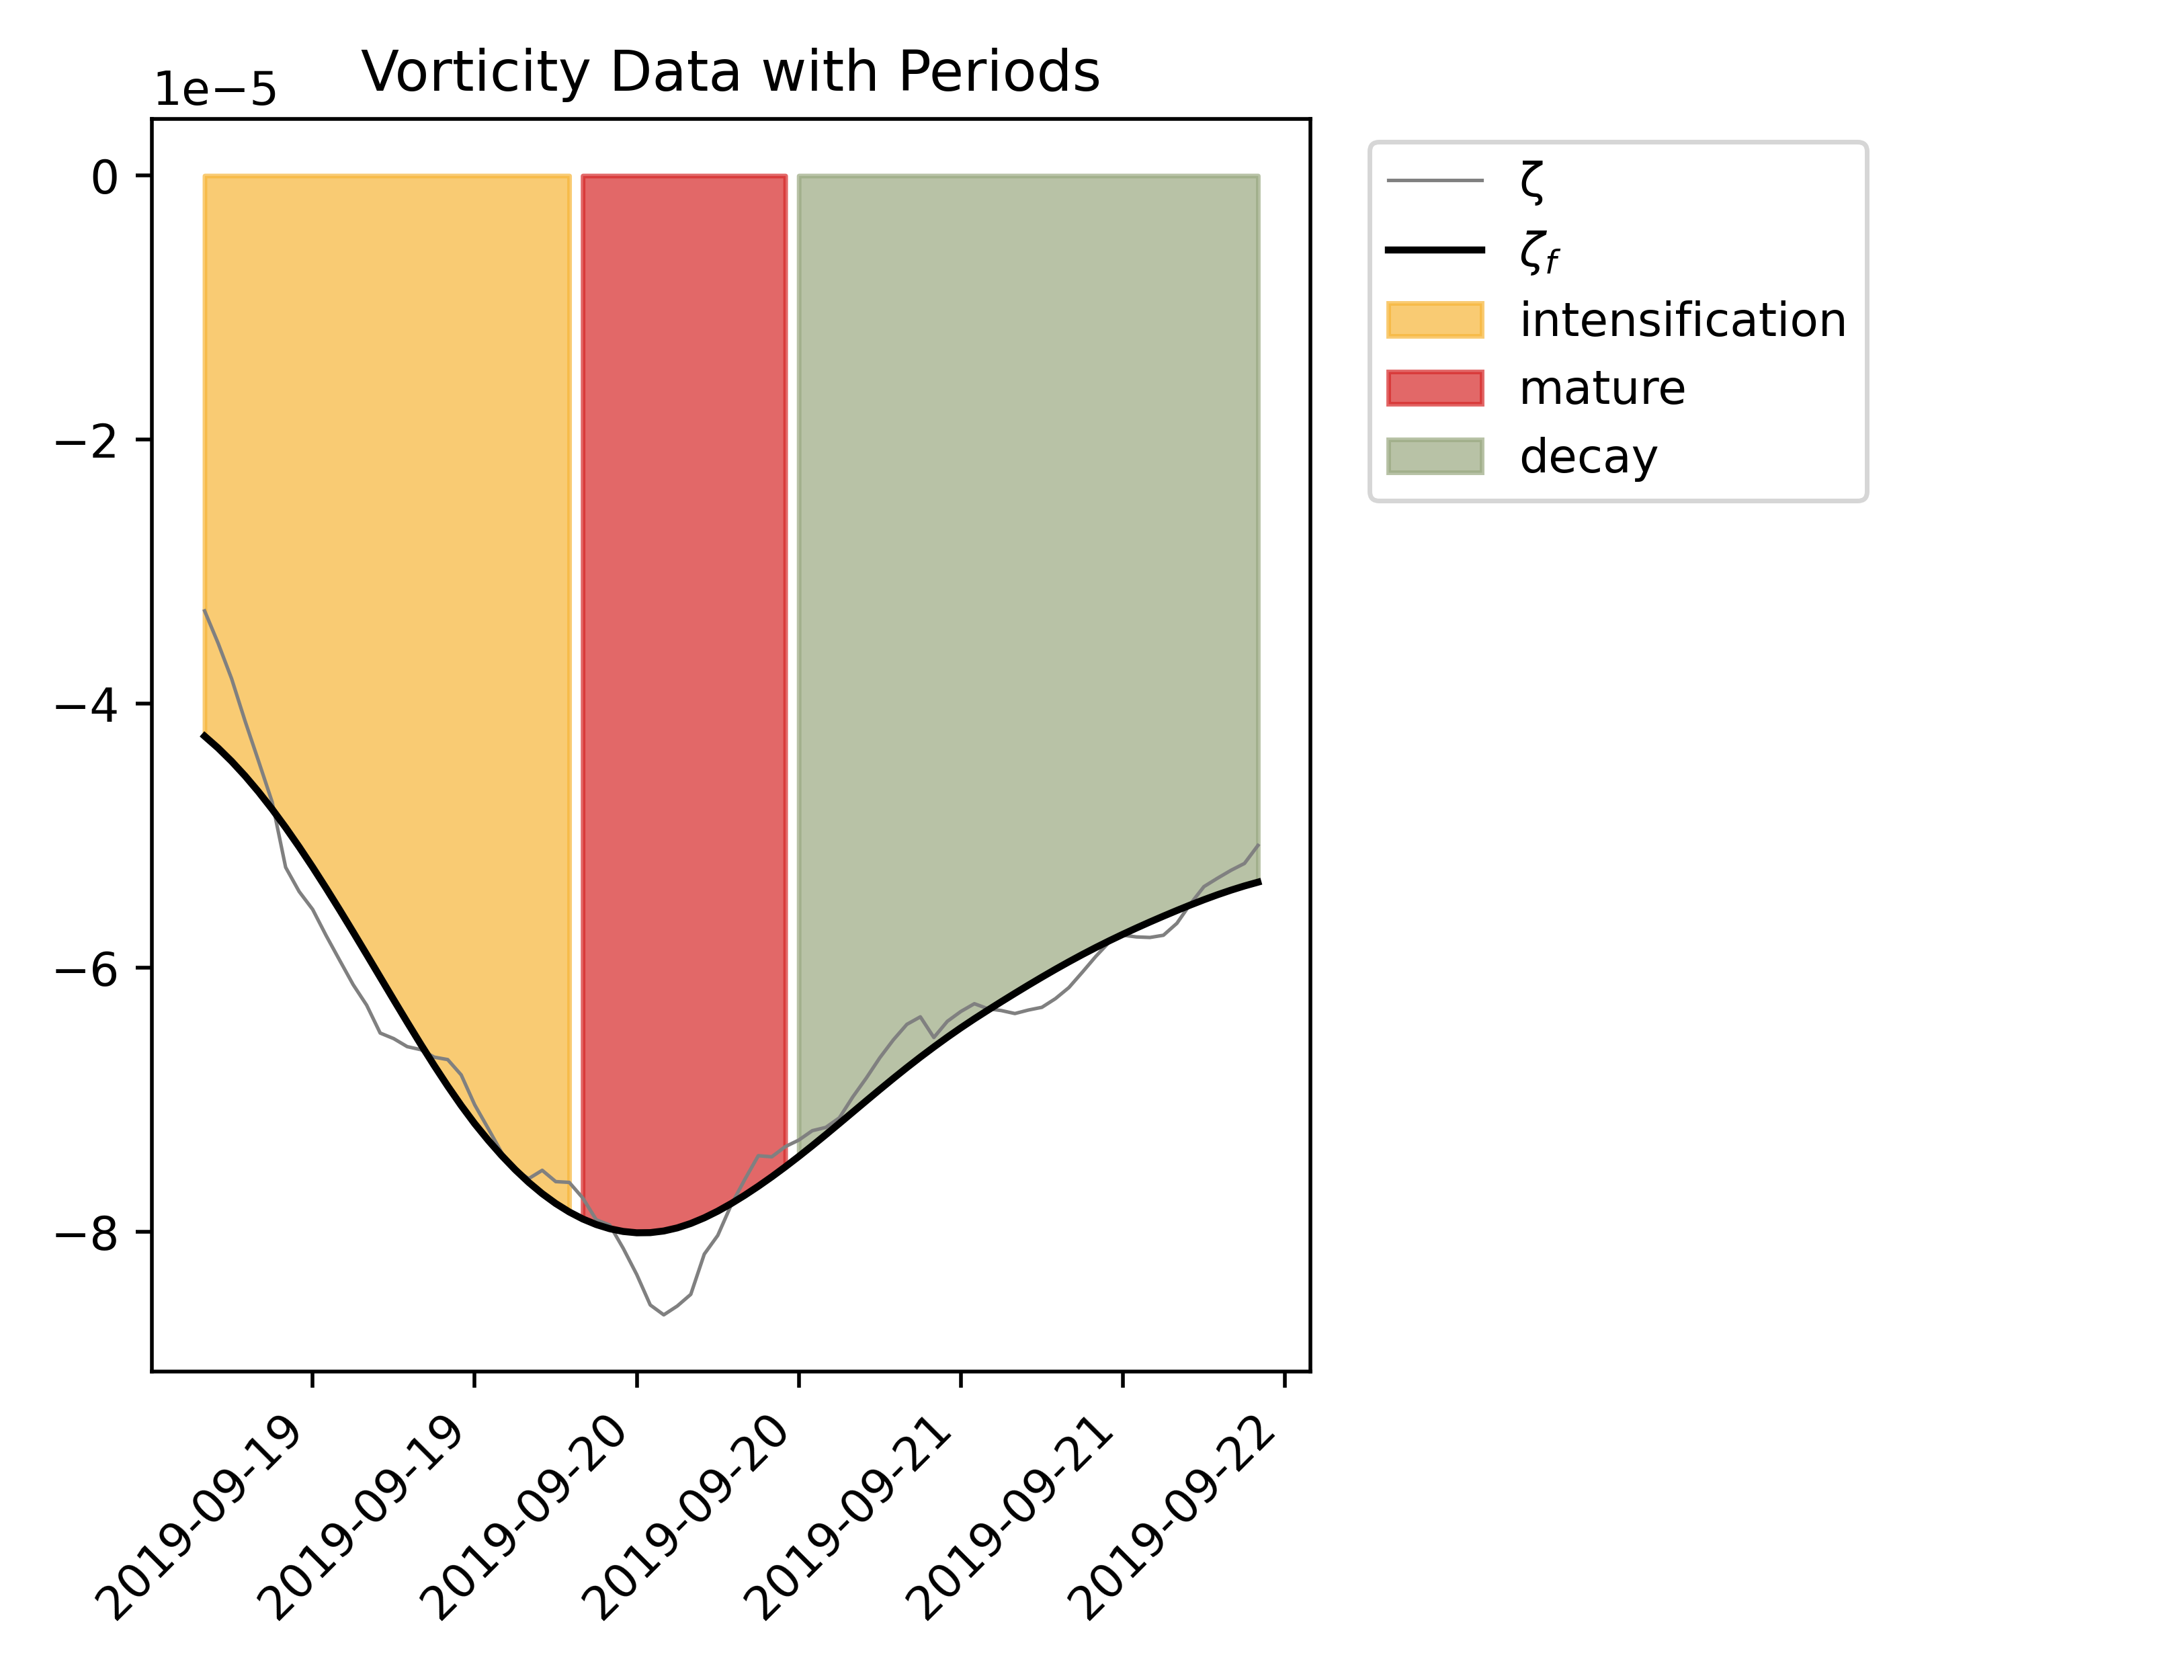 Vorticity Data with Periods
1e−5
0
−2
−4
−6
−8
2019-09-19
2019-09-19
2019-09-20
2019-09-20
2019-09-21
2019-09-21
2019-09-22
ζ
ζf
intensification
mature
decay